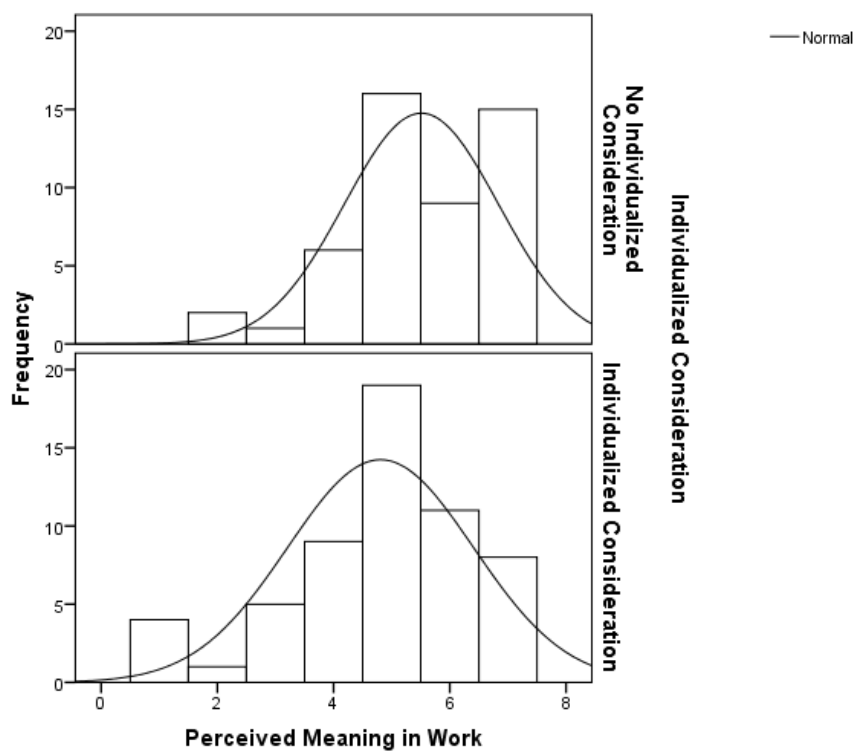 Normal
20
15
10
5
0
No Individualized
Consideration
20
15
10
5
0
Individualized Consideration
Individualized Consideration
Frequency
0 2 4 6 8
Perceived Meaning in Work